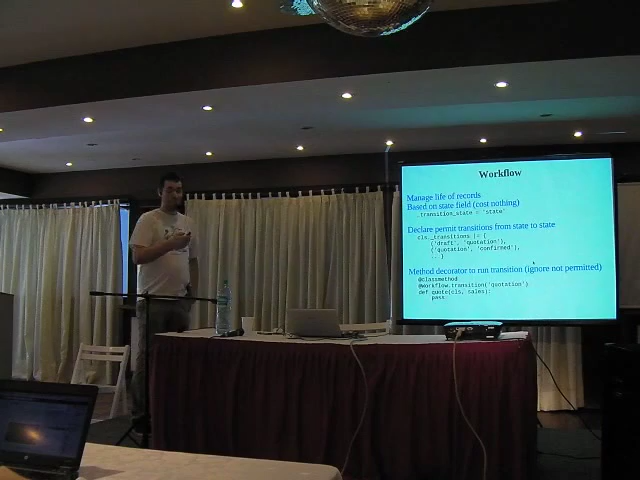 Workflow
Manage life of records
Based on state field (cost nothing)
_transition_state = 'state'
Declare permit transitions from state to state
cls._transitions |= {
('draft', 'quotation'),
('quotation', 'confirmed'),
...}
Method decorator to run transition (ignore not permitted)
@classmethod
@Workflow.transition('quotation')
def quote(cls, sales):
pass